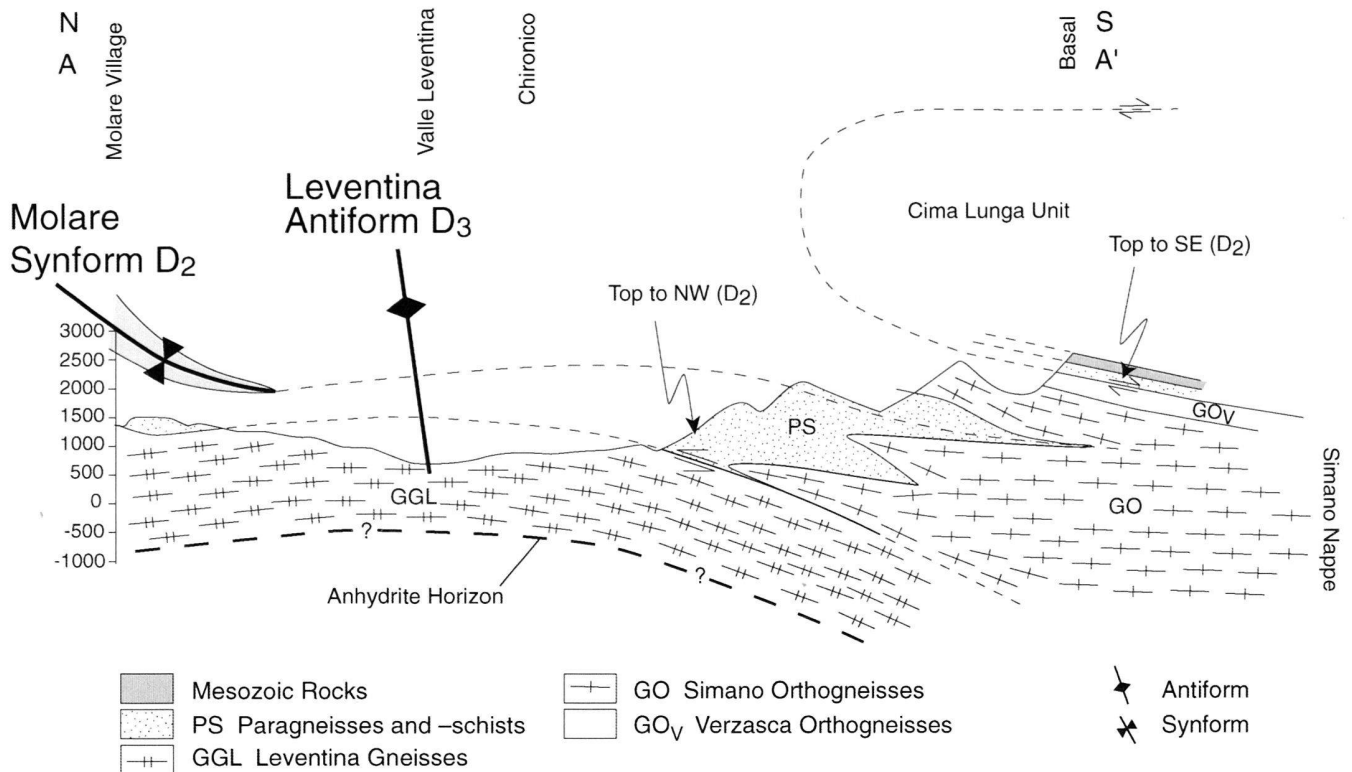 N
A
Molare Village
Valle Leventina
Chironico
Basal
S
A'
Leventina
Antiform D3
Molare
Synform D2
Cima Lunga Unit
Top to SE (D2)
Top to NW (D2)
3000
2500
2000
1500
1000
500
0
-500
-1000
PS
GOV
GGL
GO
Simano Nappe
?
?
Anhydrite Horizon
Mesozoic Rocks
PS Paragneisses and –schists
GGL Leventina Gneisses
GO Simano Orthogneisses
GOV Verzasca Orthogneisses
Antiform
Synform